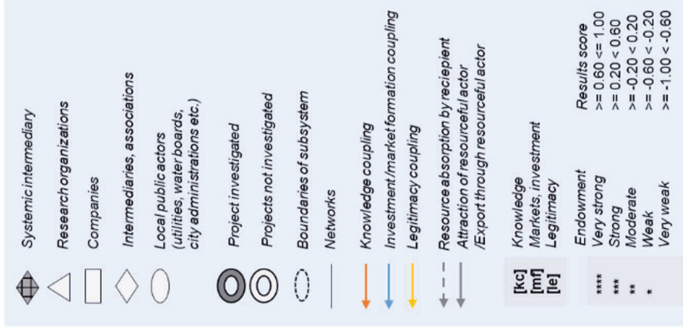 Systemic intermediary
Research organizations
Companies
Intermediaries, associations
Local public actors
(utilities, water boards,
city administrations etc.)
Project investigated
Projects not investigated
Boundaries of subsystem
Networks
Knowledge coupling
Investment/market formation coupling
Legitimacy coupling
Resource absorption by reciepient
Attraction of resourceful actor
/Export through resourceful actor
[kc] Knowledge
[mf] Markets, investment
[le] Legitimacy
Endowment Results score
**** Very strong >= 0.60 <= 1.00
*** Strong >= 0.20 < 0.60
** Moderate >= -0.20 < 0.20
* Weak >= -0.60 < -0.20
Very weak >= -1.00 < -0.60